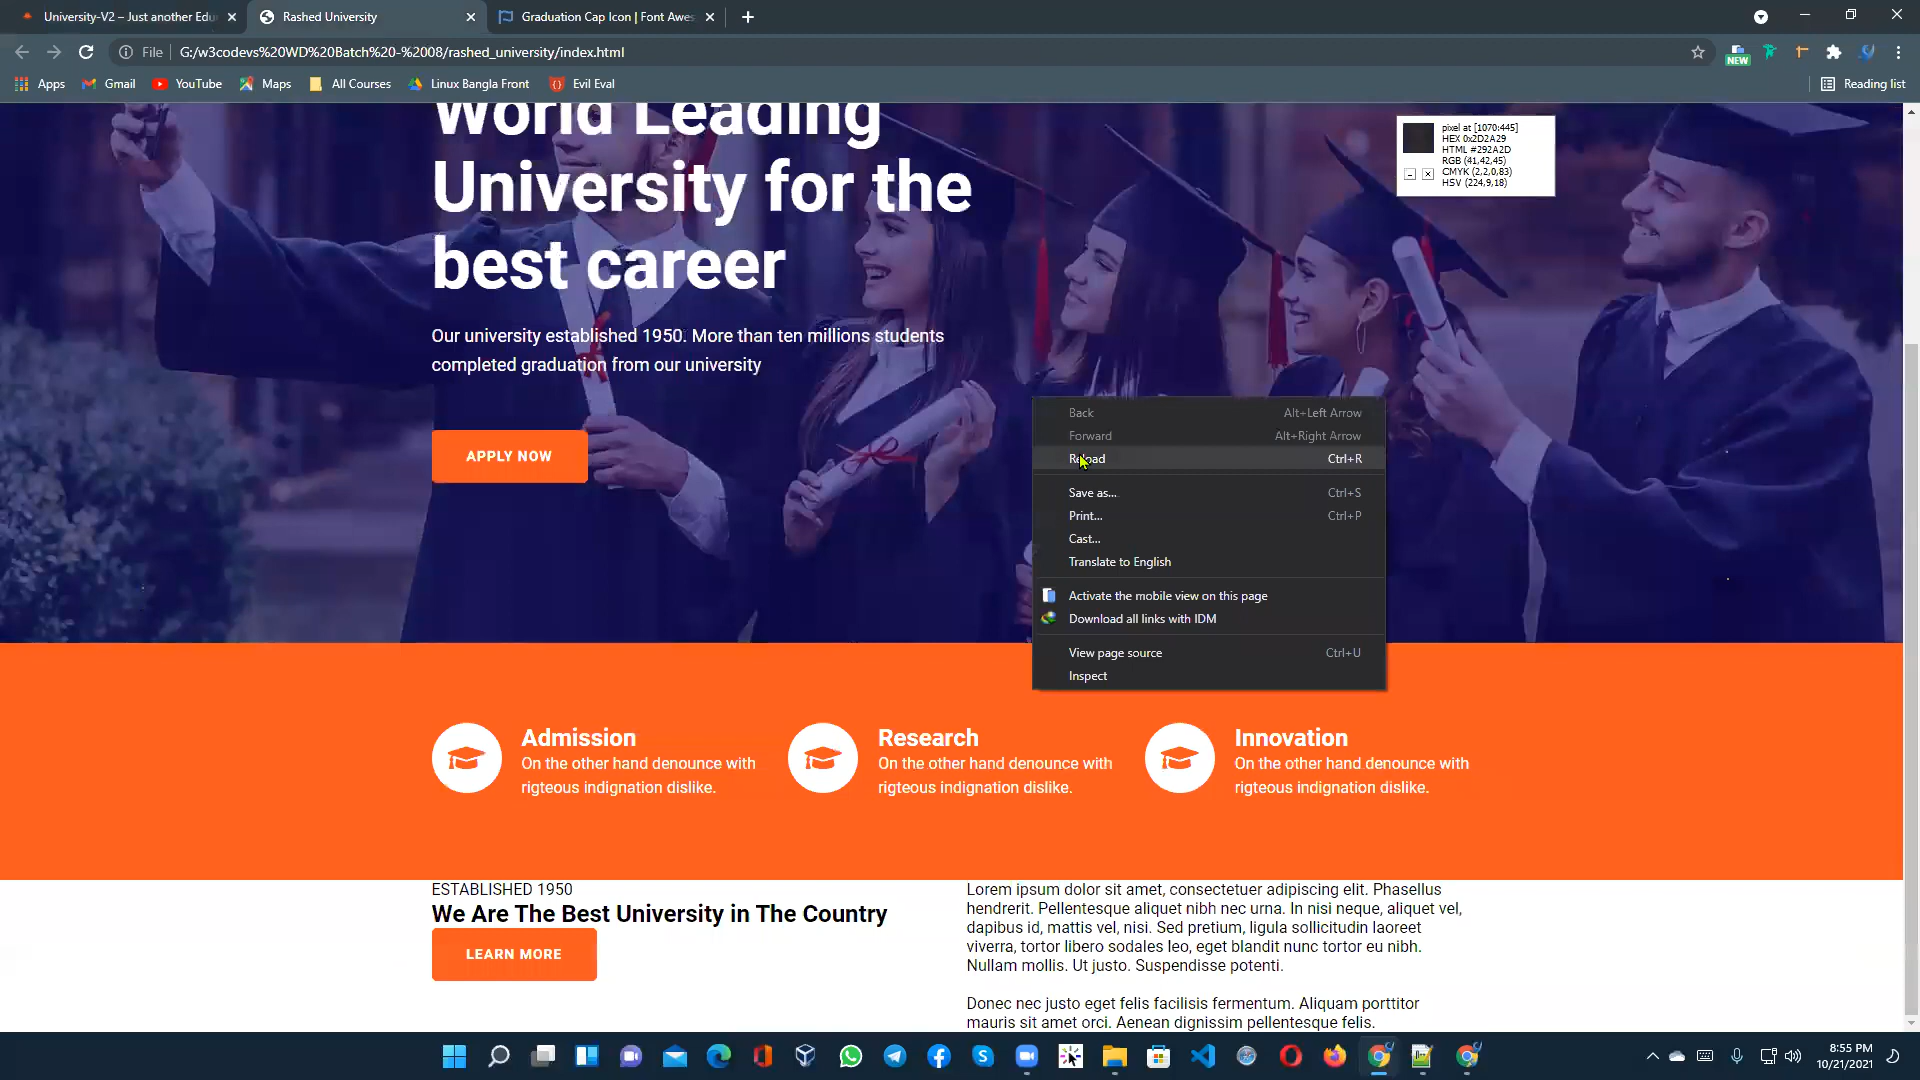 University-V2 – Just another Edu
Rashed University
Graduation Cap Icon | Font Awes
File
G:/w3codevs%20WD%20Batch%20-%2008/rashed_university/index.html
NEW
Apps
Gmail
YouTube
Maps
All Courses
Linux Bangla Front
Evil Eval
Reading list
World Leading
University for the
best career
pixel at [1070:445]
HEX 0x2D2A29
HTML #292A2D
RGB (41,42,45)
CMYK (2,2,0,83)
HSV (224,9,18)
Our university established 1950. More than ten millions students
completed graduation from our university
APPLY NOW
Back Alt+Left Arrow
Forward Alt+Right Arrow
Reload Ctrl+R
Save as... Ctrl+S
Print... Ctrl+P
Cast...
Translate to English
Activate the mobile view on this page
Download all links with IDM
View page source Ctrl+U
Inspect
Admission
On the other hand denounce with
rigteous indignation dislike.
Research
On the other hand denounce with
rigteous indignation dislike.
Innovation
On the other hand denounce with
rigteous indignation dislike.
ESTABLISHED 1950
We Are The Best University in The Country
LEARN MORE
Lorem ipsum dolor sit amet, consectetuer adipiscing elit. Phasellus
hendrerit. Pellentesque aliquet nibh nec urna. In nisi neque, aliquet vel,
dapibus id, mattis vel, nisi. Sed pretium, ligula sollicitudin laoreet
viverra, tortor libero sodales leo, eget blandit nunc tortor eu nibh.
Nullam mollis. Ut justo. Suspendisse potenti.
Donec nec justo eget felis facilisis fermentum. Aliquam porttitor
mauris sit amet orci. Aenean dignissim pellentesque felis.
8:55 PM
10/21/2021